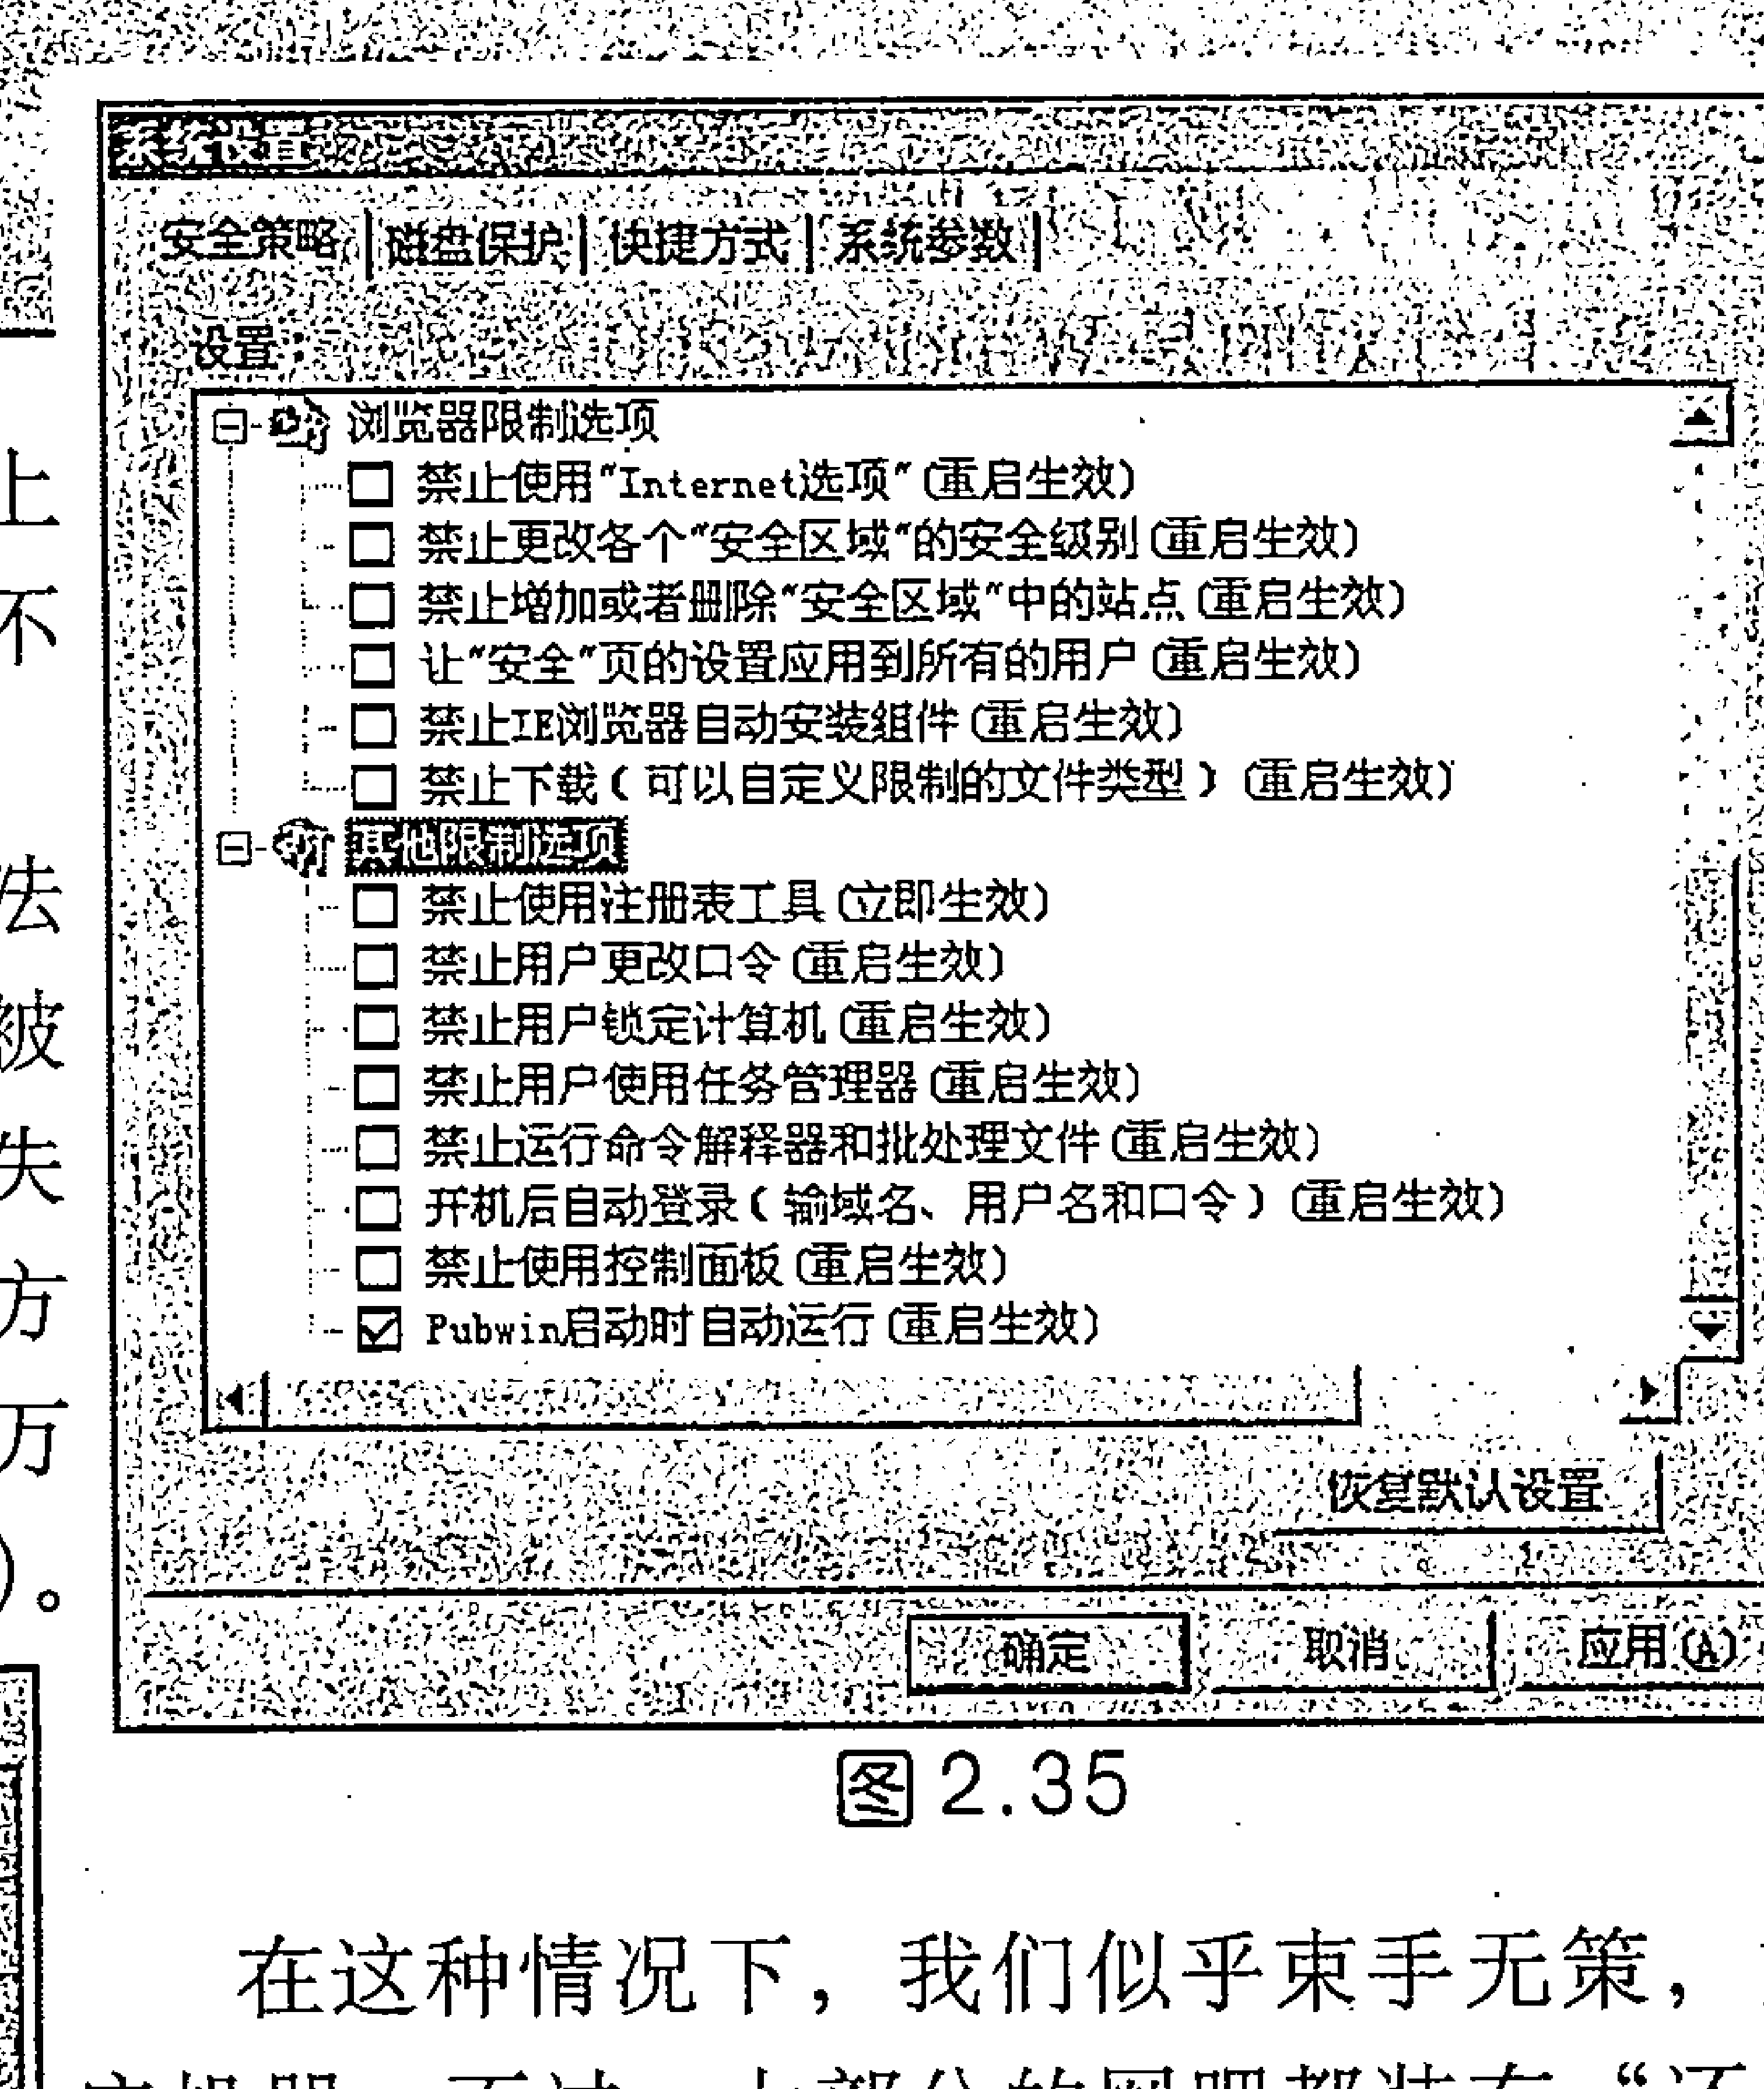 系统设置
安全策略 磁盘保护 快捷方式 系统参数
设置:
浏览器限制选项
禁止使用"Internet选项"(重启生效)
禁止更改各个"安全区域"的安全级别(重启生效)
禁止增加或者删除"安全区域"中的站点(重启生效)
让"安全"页的设置应用到所有的用户(重启生效)
禁止IE浏览器自动安装组件(重启生效)
禁止下载(可以自定义限制的文件类型)(重启生效)
其他限制选项
禁止使用注册表工具(立即生效)
禁止用户更改口令(重启生效)
禁止用户锁定计算机(重启生效)
禁止用户使用任务管理器(重启生效)
禁止运行命令解释器和批处理文件(重启生效)
开机后自动登录(输域名、用户名和口令)(重启生效)
禁止使用控制面板(重启生效)
Pubwin启动时自动运行(重启生效)
恢复默认设置
确定 取消 应用(A)
图 2.35
在这种情况下，我们似乎束手无策，
上
不
法
被
失
方
万
)。